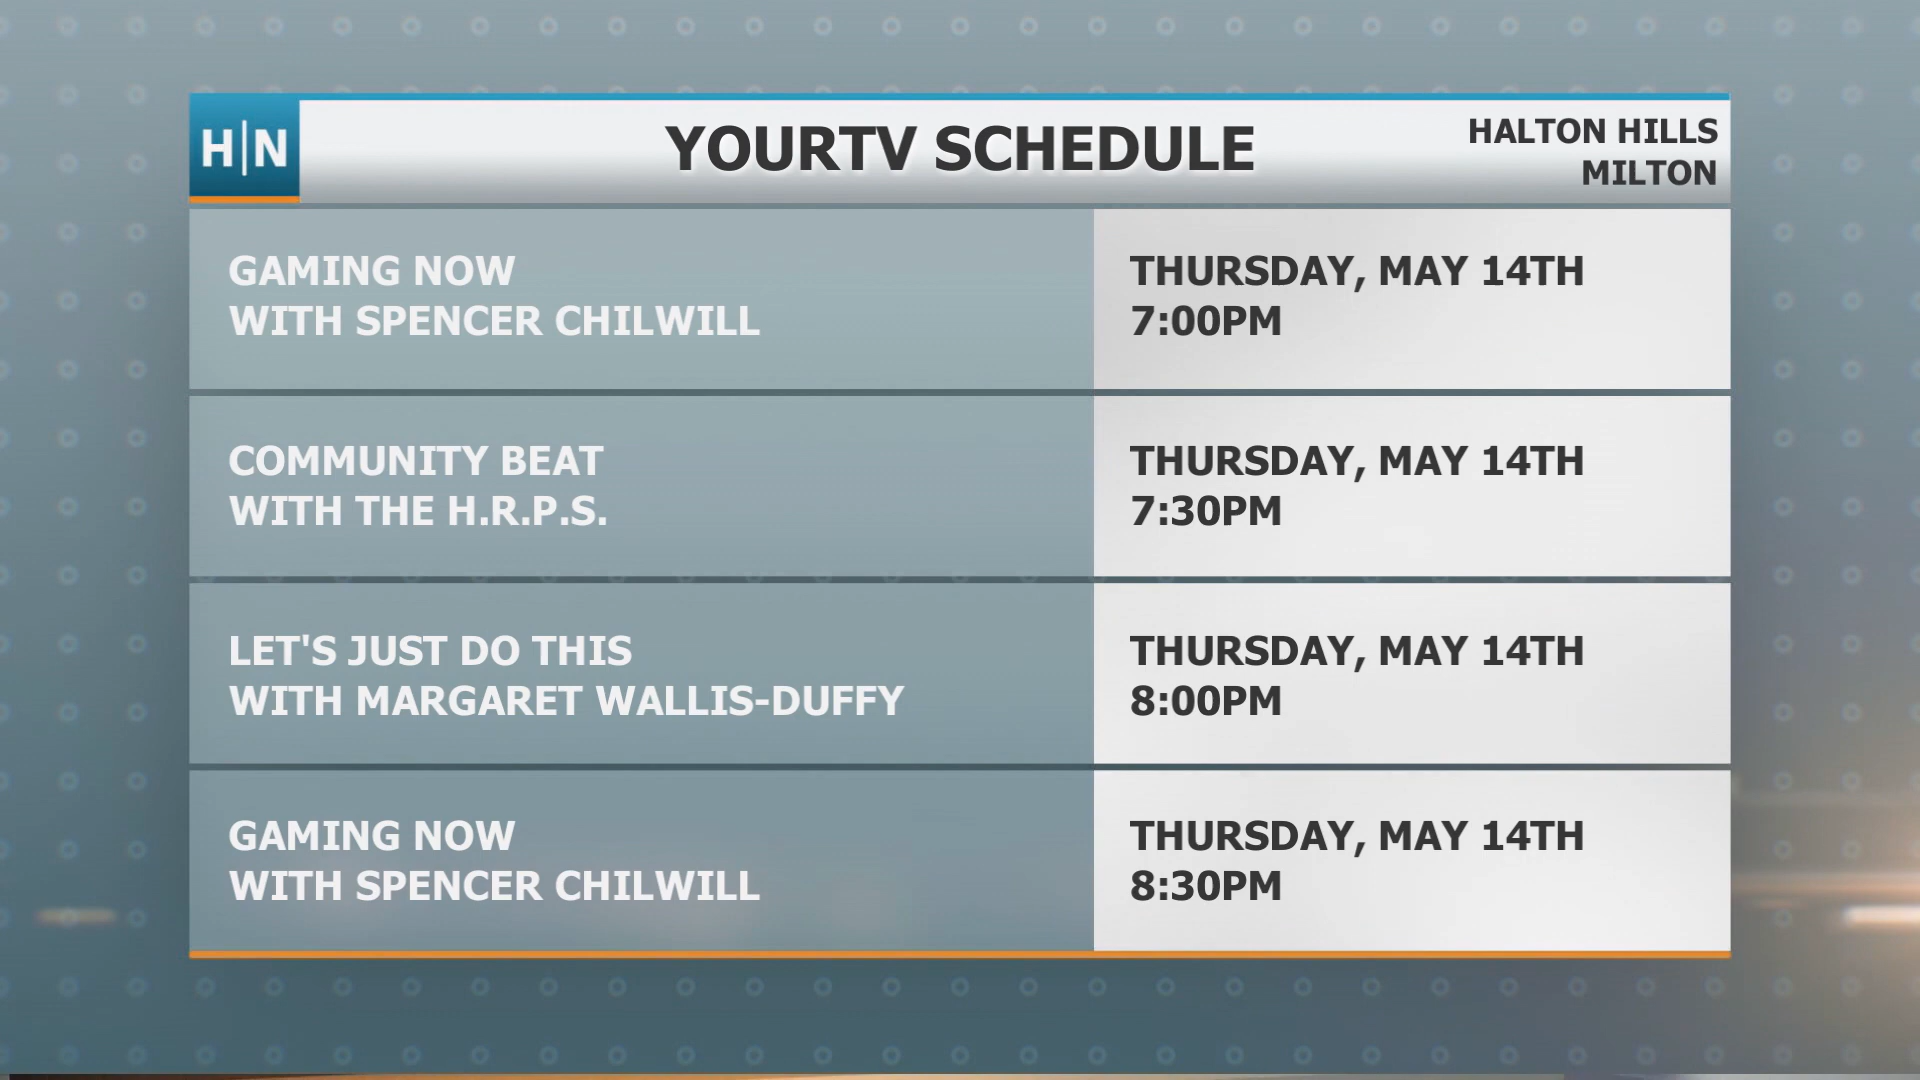 H|N
YOURTV SCHEDULE
HALTON HILLS
MILTON
GAMING NOW
WITH SPENCER CHILWILL
THURSDAY, MAY 14TH
7:00PM
COMMUNITY BEAT
WITH THE H.R.P.S.
THURSDAY, MAY 14TH
7:30PM
LET'S JUST DO THIS
WITH MARGARET WALLIS-DUFFY
THURSDAY, MAY 14TH
8:00PM
GAMING NOW
WITH SPENCER CHILWILL
THURSDAY, MAY 14TH
8:30PM